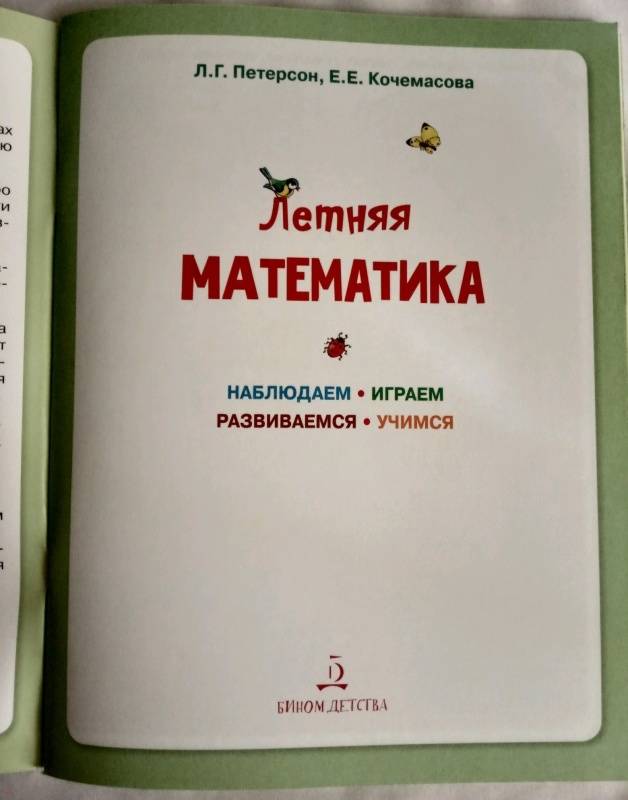 Л.Г. Петерсон, Е.Е. Кочемасова
Летняя
МАТЕМАТИКА
НАБЛЮДАЕМ • ИГРАЕМ
РАЗВИВАЕМСЯ • УЧИМСЯ
БИНОМ ДЕТСТВА